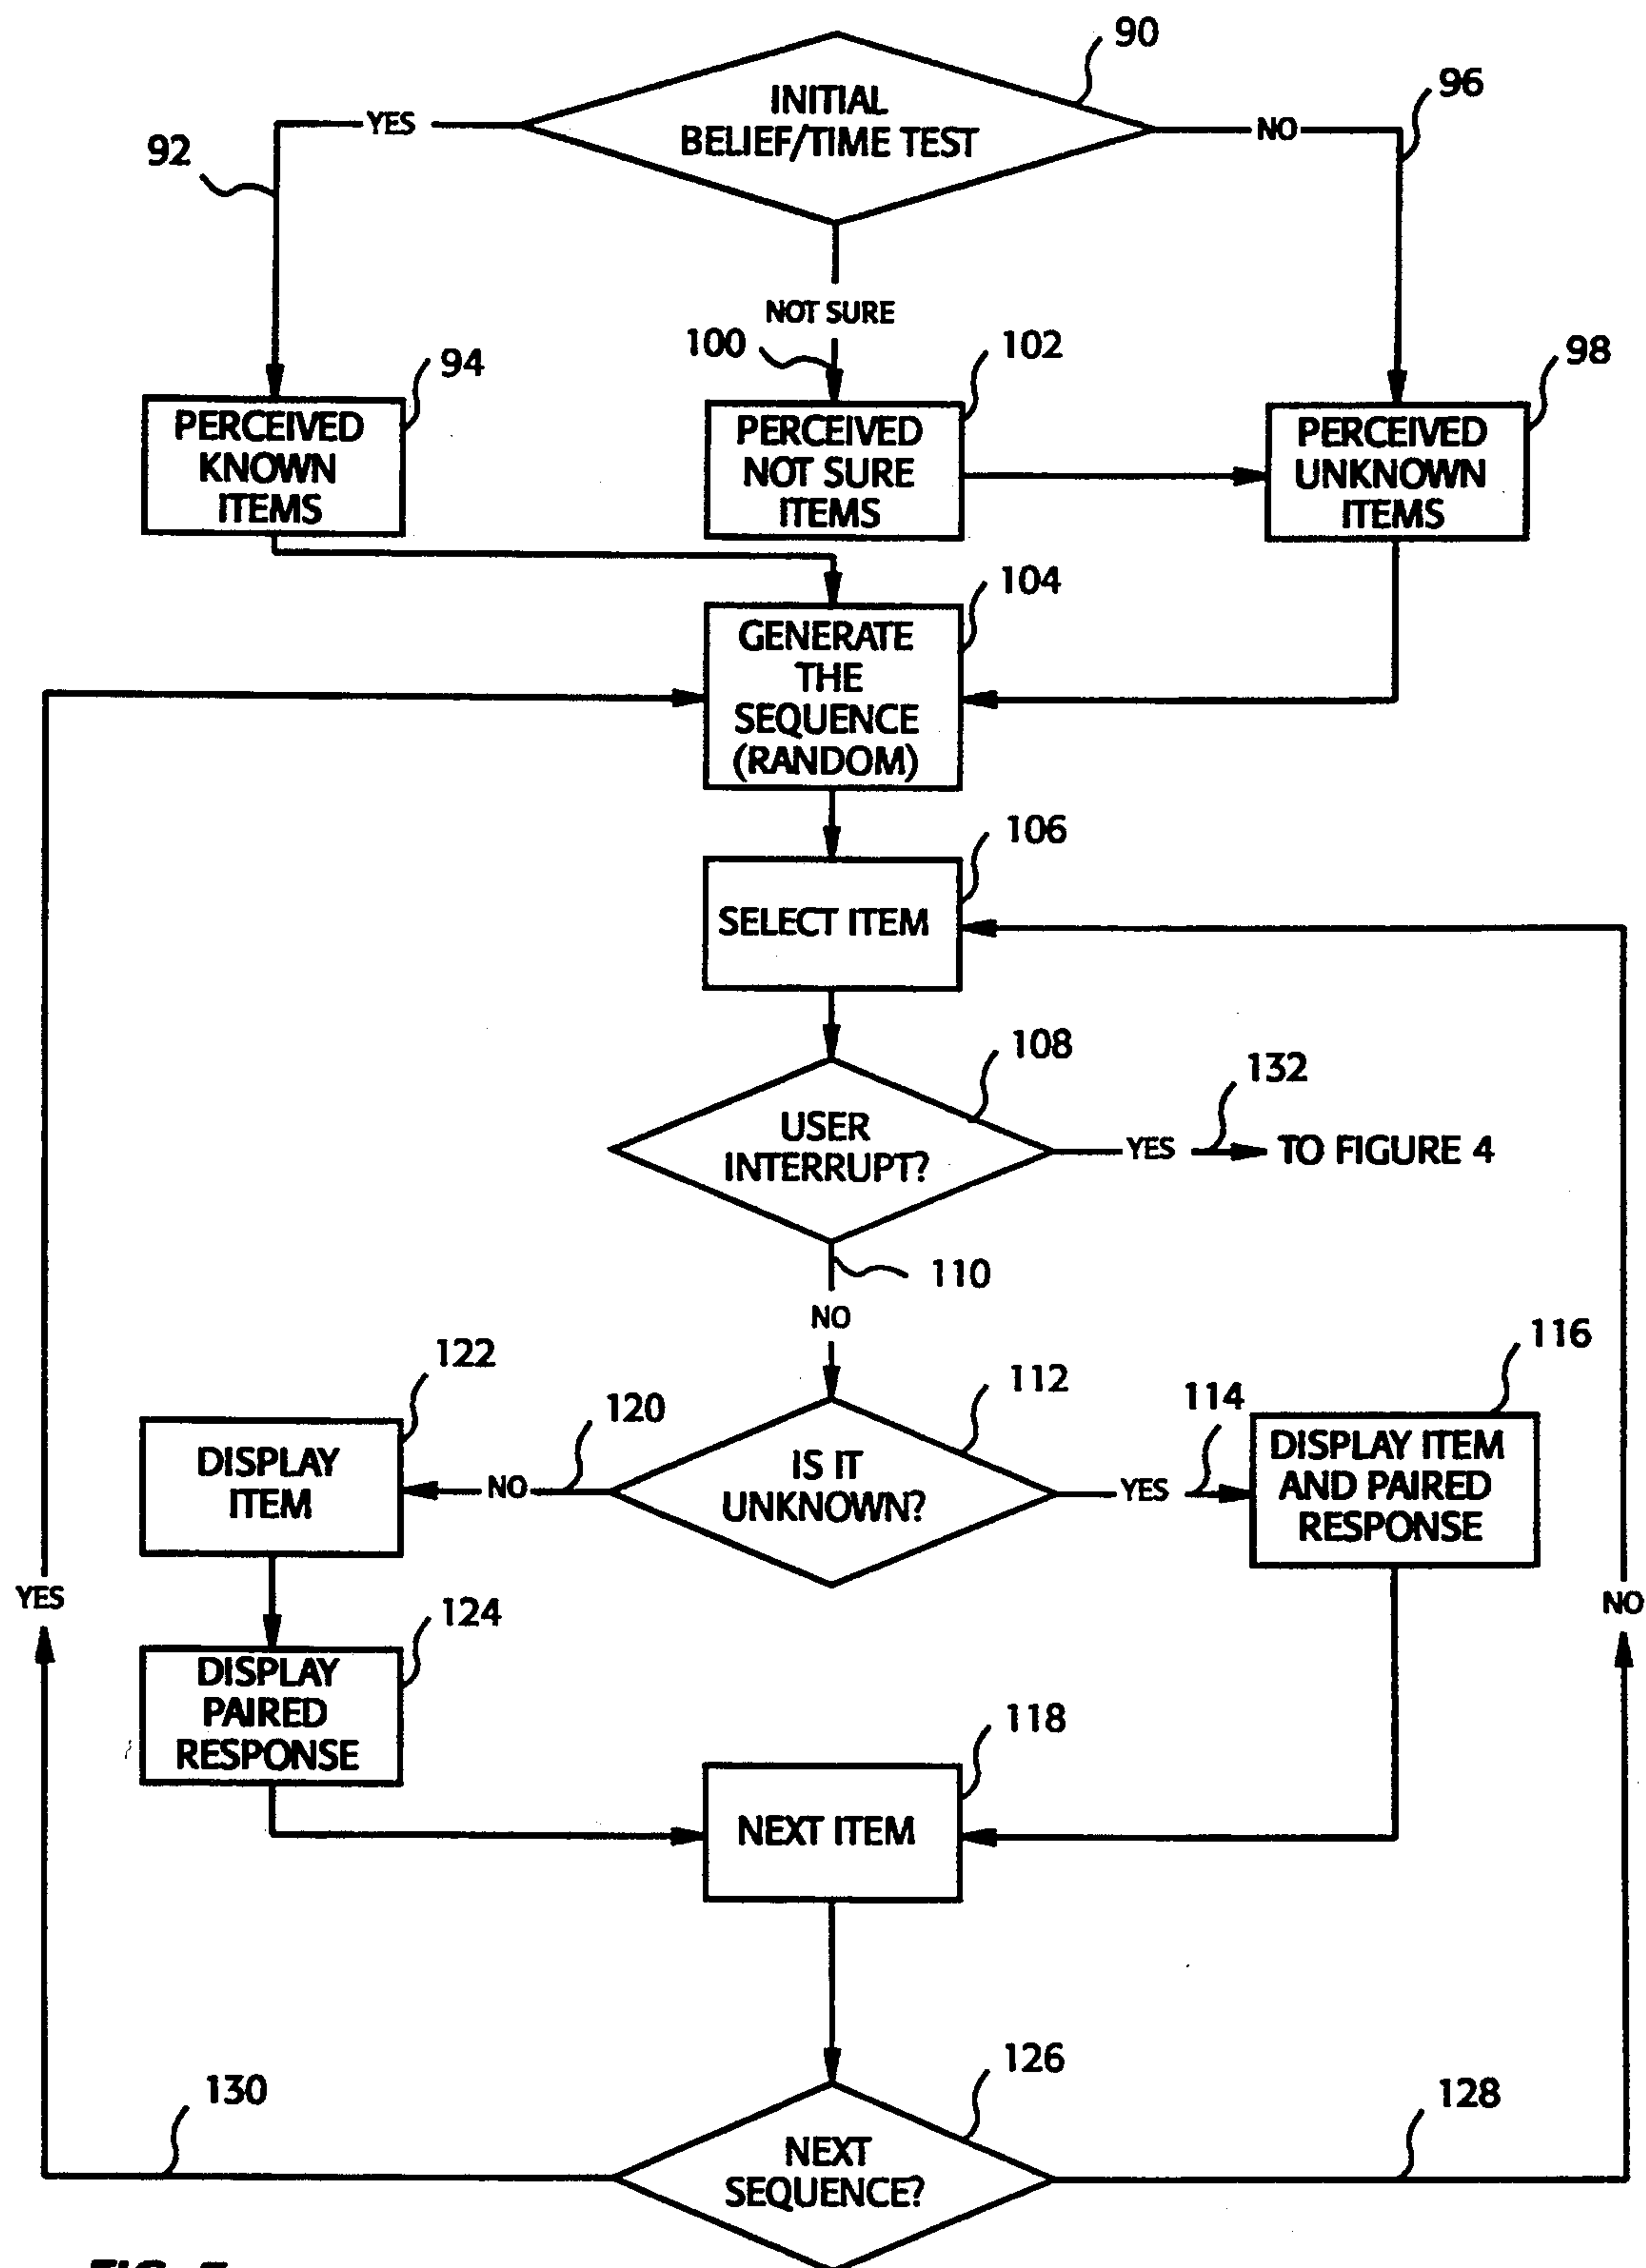 90
INITIAL
BELIEF/TIME TEST
YES
NO
96
92
NOT SURE
100
102
94
98
PERCEIVED
KNOWN
ITEMS
PERCEIVED
NOT SURE
ITEMS
PERCEIVED
UNKNOWN
ITEMS
104
GENERATE
THE
SEQUENCE
(RANDOM)
106
SELECT ITEM
108
132
USER
INTERRUPT?
YES
TO FIGURE 4
110
NO
122
120
112
114
116
DISPLAY
ITEM
NO
IS IT
UNKNOWN?
YES
DISPLAY ITEM
AND PAIRED
RESPONSE
YES
NO
124
DISPLAY
PAIRED
RESPONSE
118
NEXT ITEM
130
126
128
NEXT
SEQUENCE?